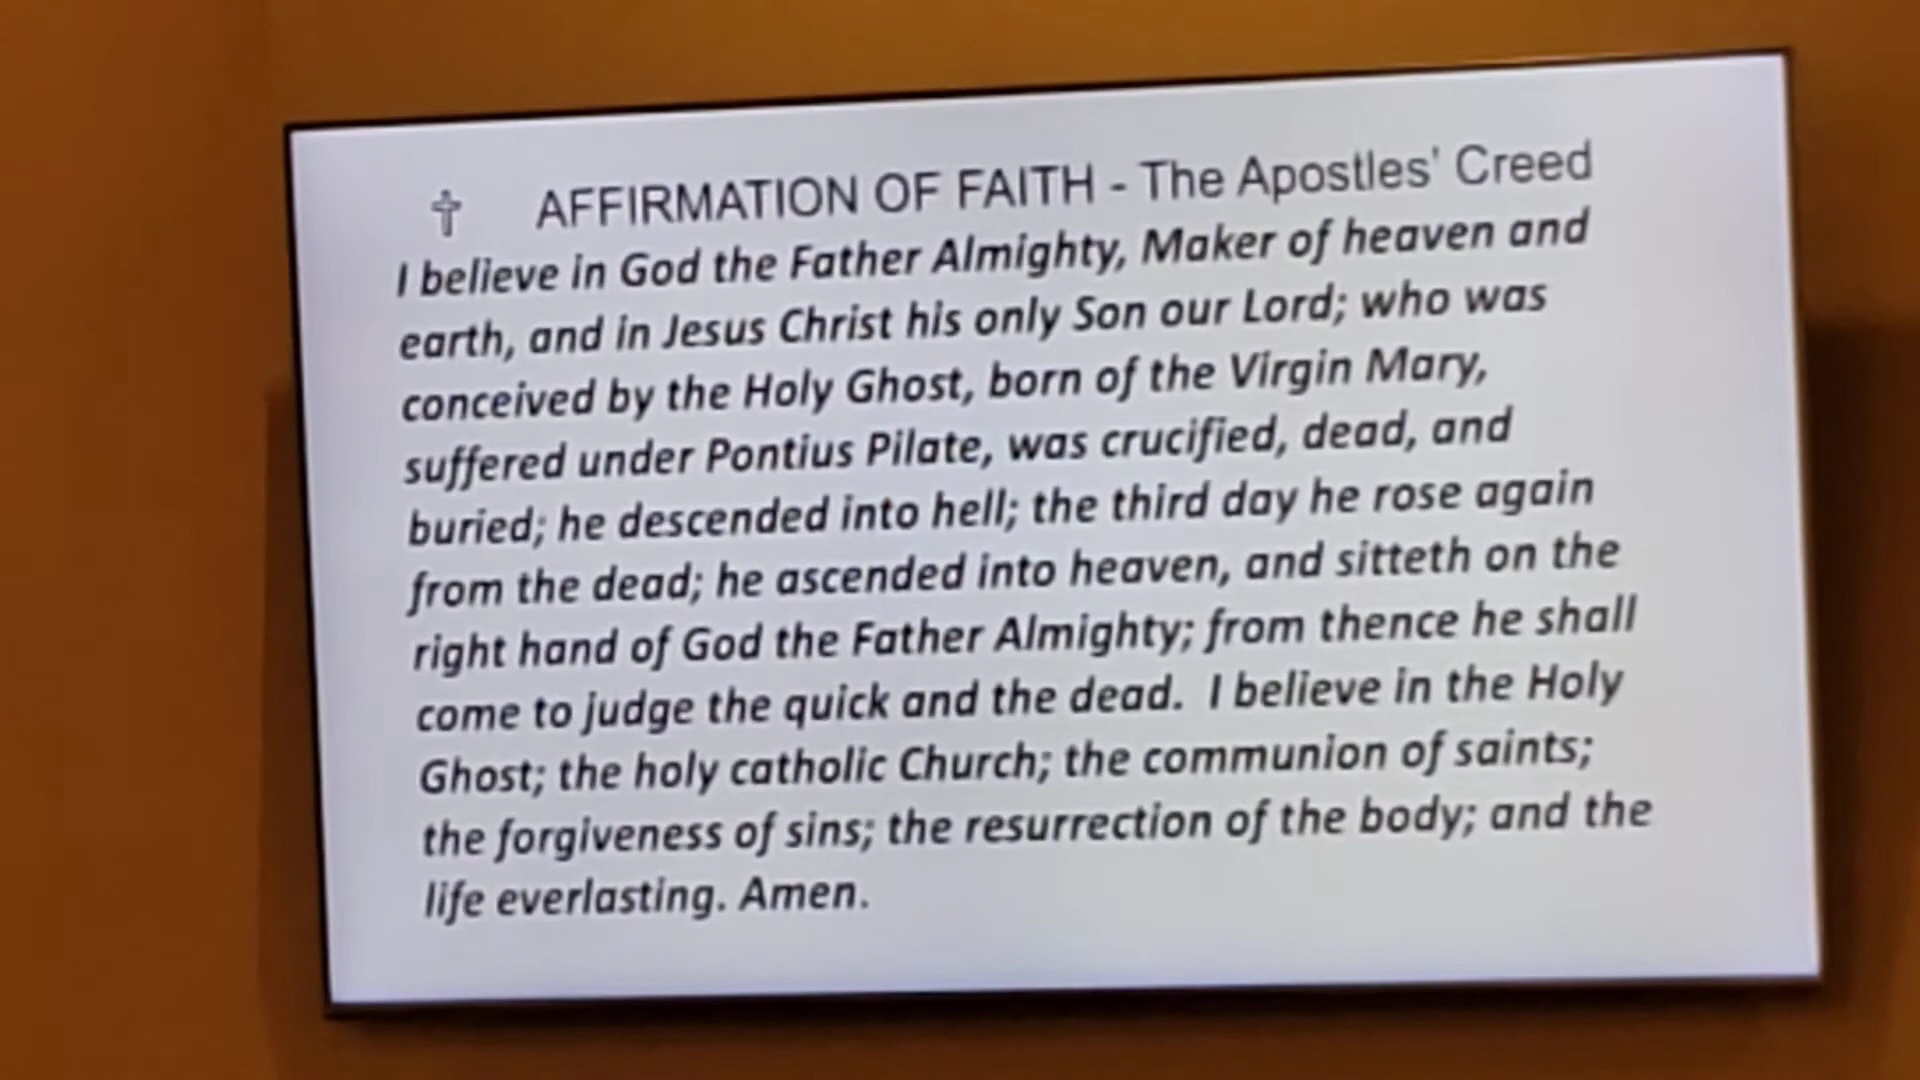 ✝ AFFIRMATION OF FAITH - The Apostles' Creed
I believe in God the Father Almighty, Maker of heaven and
earth, and in Jesus Christ his only Son our Lord; who was
conceived by the Holy Ghost, born of the Virgin Mary,
suffered under Pontius Pilate, was crucified, dead, and
buried; he descended into hell; the third day he rose again
from the dead; he ascended into heaven, and sitteth on the
right hand of God the Father Almighty; from thence he shall
come to judge the quick and the dead.  I believe in the Holy
Ghost; the holy catholic Church; the communion of saints;
the forgiveness of sins; the resurrection of the body; and the
life everlasting. Amen.